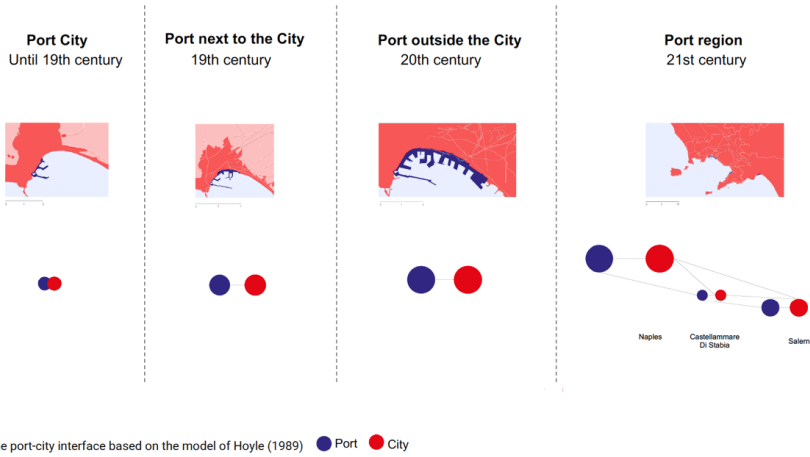 Port City
Until 19th century
Port next to the City
19th century
Port outside the City
20th century
Port region
21st century
Naples
Castellammare
Di Stabia
Salern
e port-city interface based on the model of Hoyle (1989)
Port
City